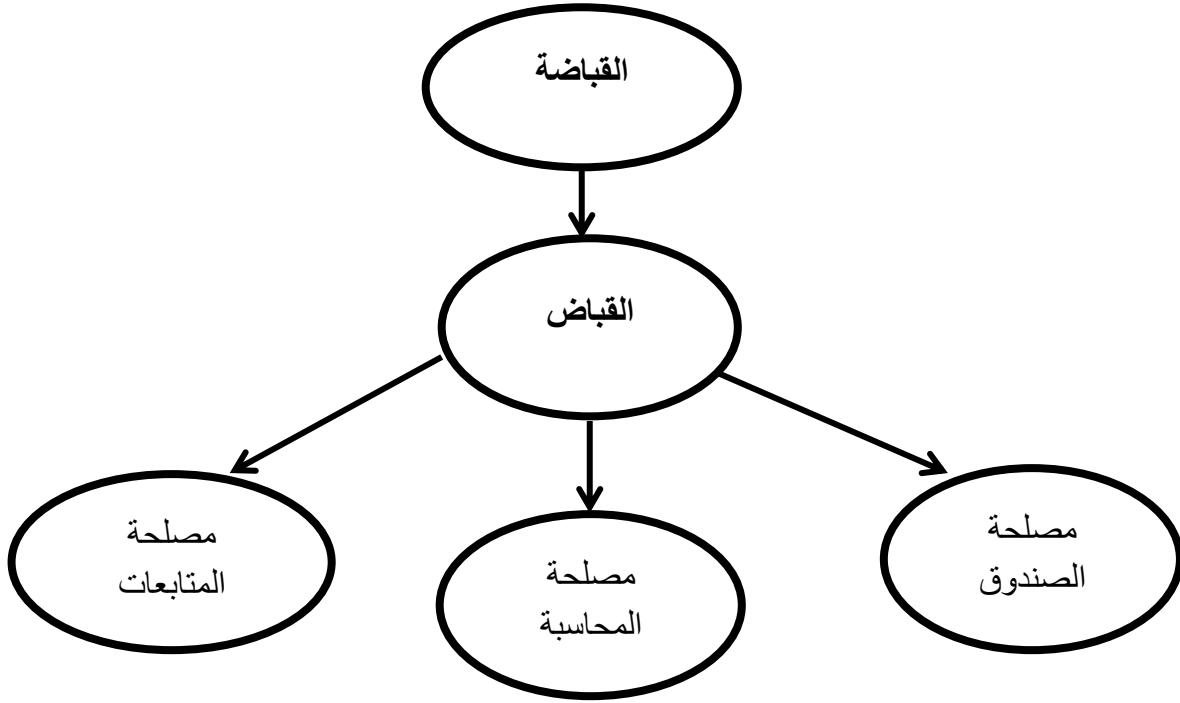 القباضة
القباض
مصلحة
الصندوق
مصلحة
المحاسبة
مصلحة
المتابعات